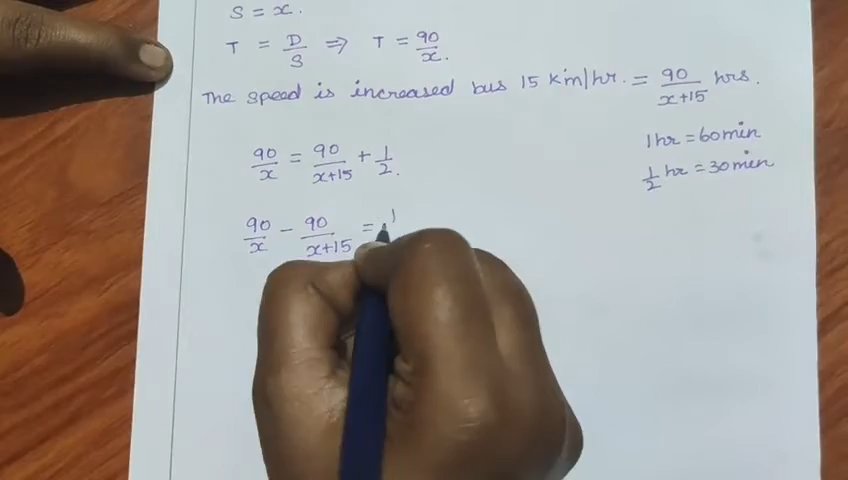 S = x.
T = D/S ⇒ T = 90/x.
The speed is increased bus 15 km/hr. = 90/x+15 hrs.
1 hr = 60 min
1/2 hr = 30 min
90/x = 90/x+15 + 1/2.
90/x - 90/x+15 = 1